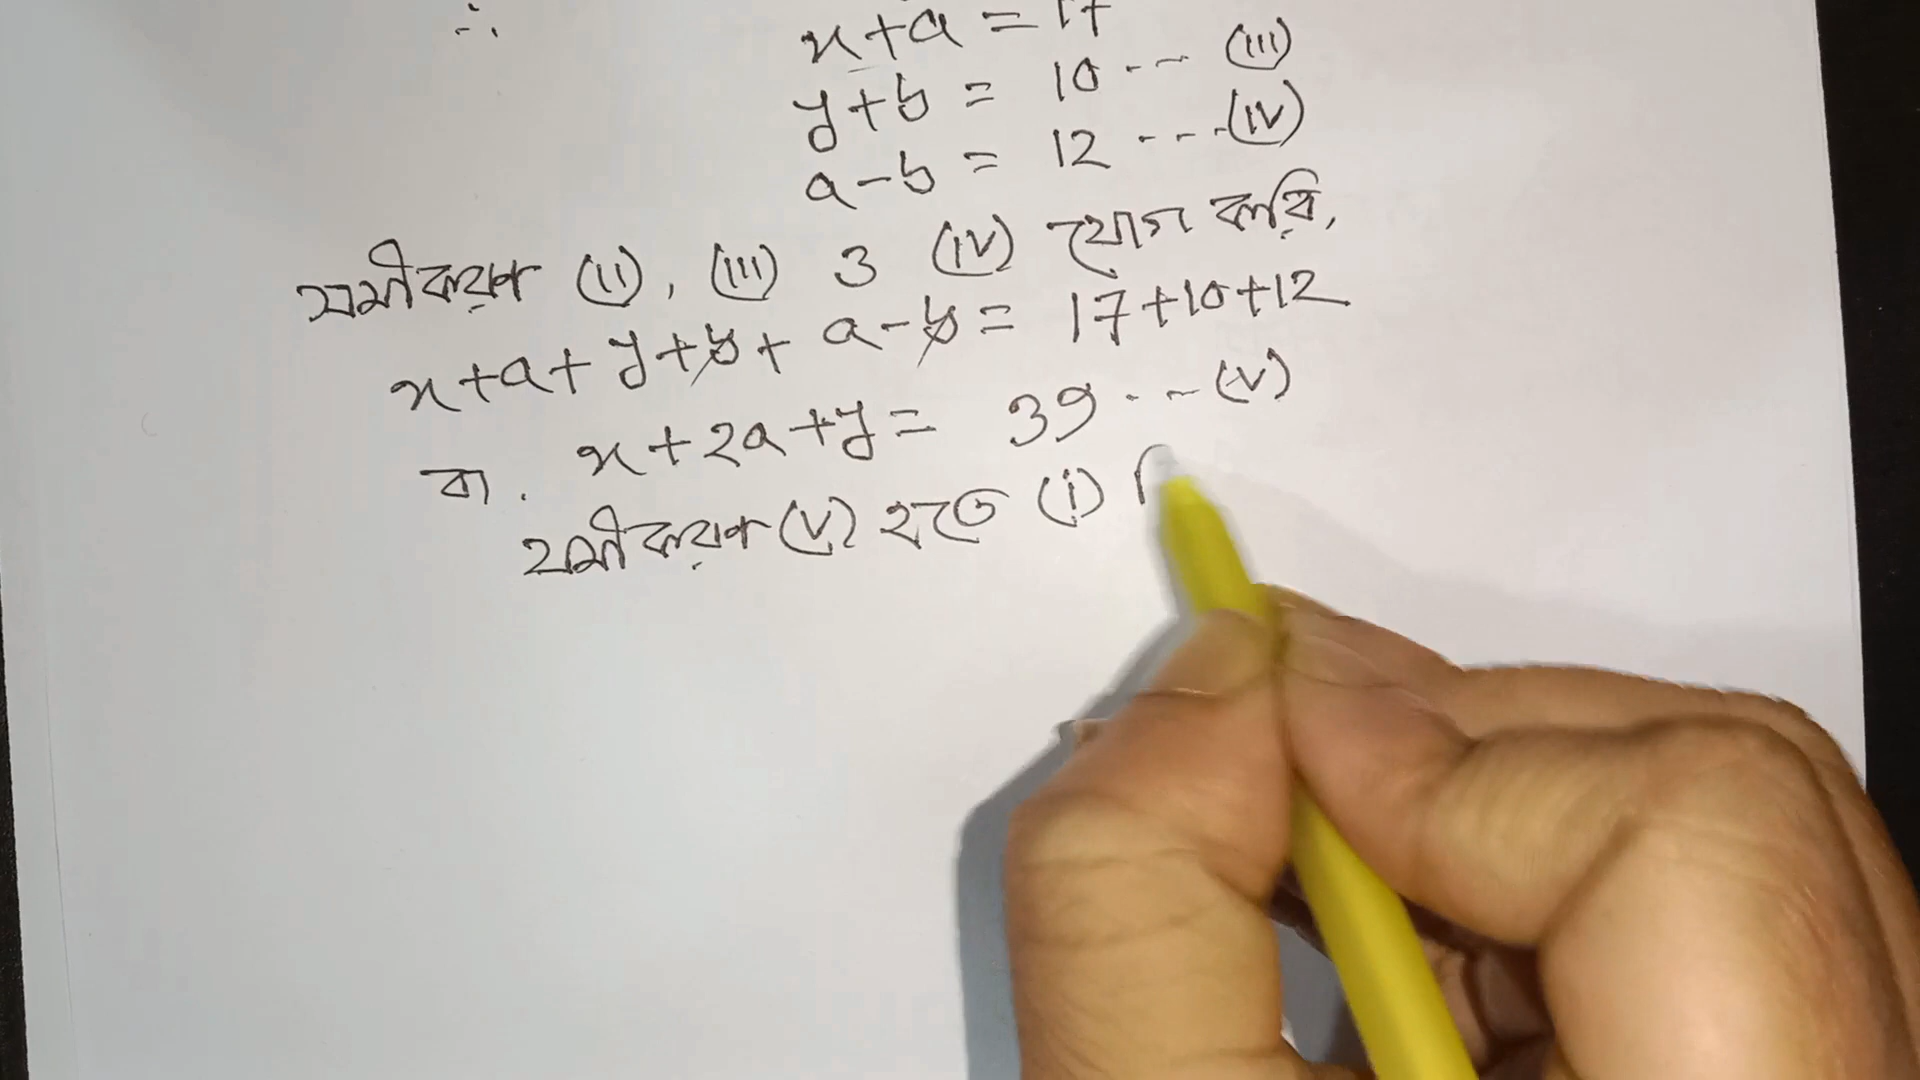 ∴ x+a = 17
y+b = 10 --- (III)
a-b = 12 --- (IV)
সমীকরণ (II), (III) ও (IV) যোগ করি,
x+a+y+b+a-b = 17+10+12
বা, x+2a+y = 39 --- (V)
সমীকরণ (V) হতে (I)